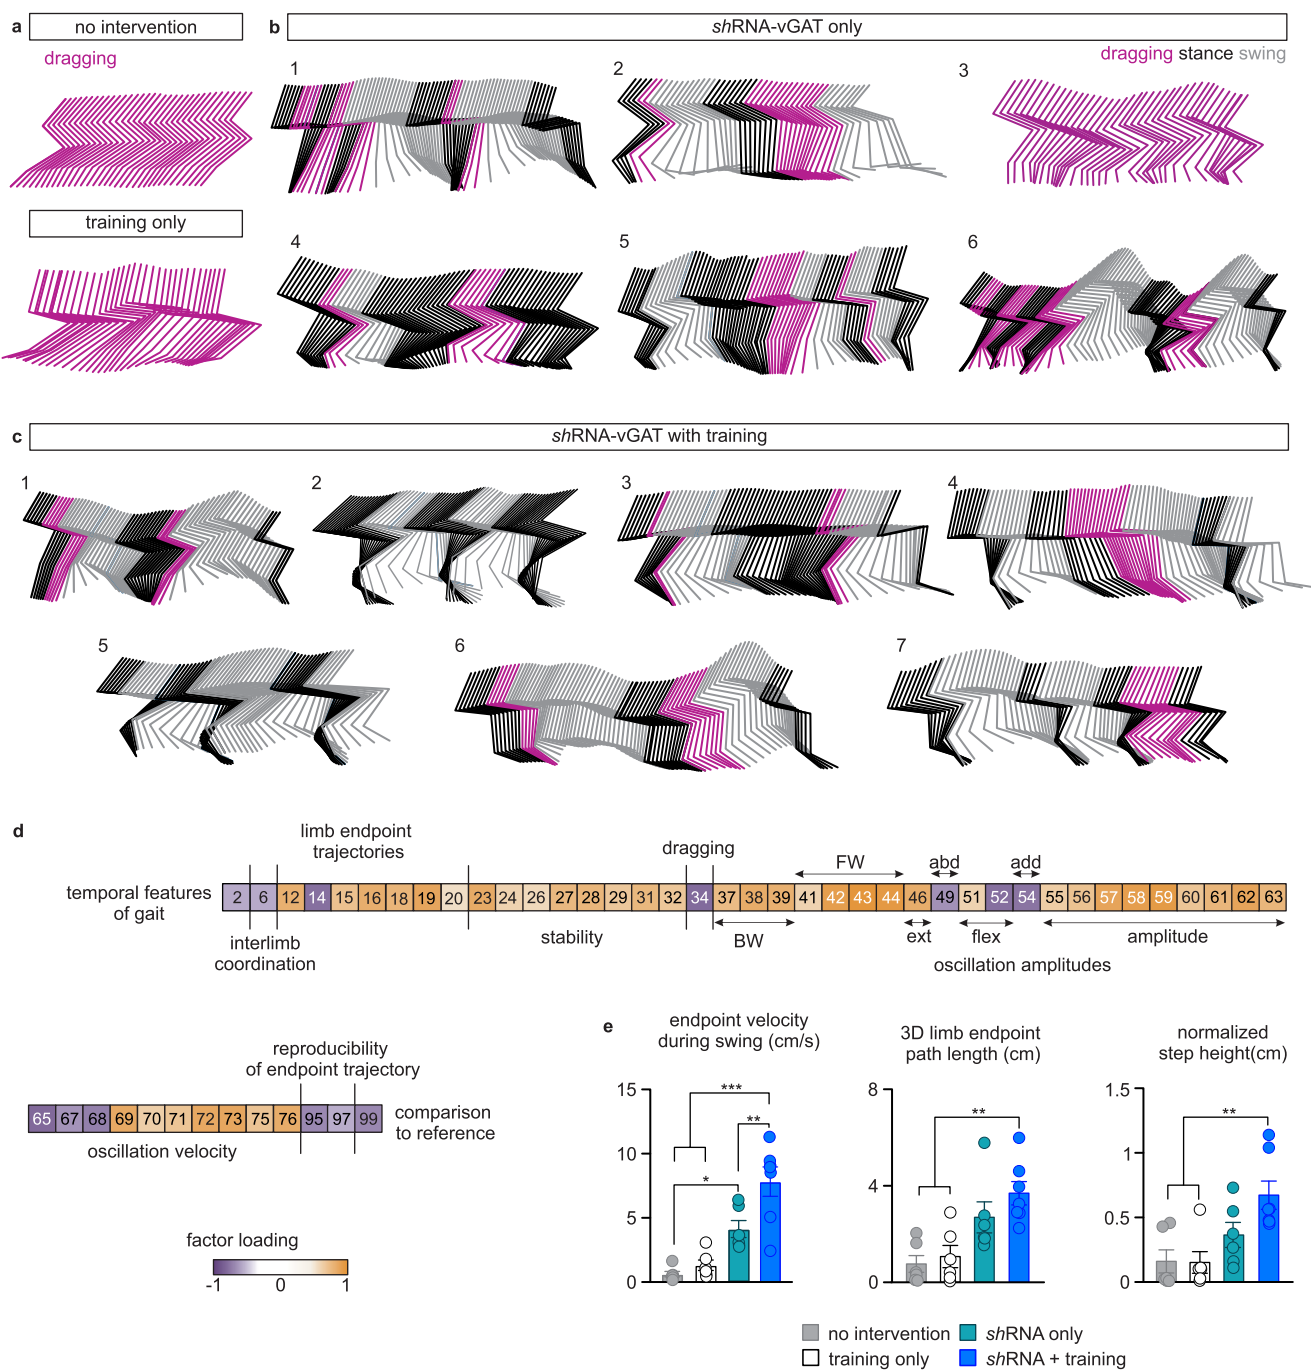 a
no intervention
dragging
training only
b
shRNA-vGAT only
dragging stance swing
1
2
3
4
5
6
c
shRNA-vGAT with training
1
2
3
4
5
6
7
d
limb endpoint
trajectories
dragging
FW
abd
add
temporal features
of gait
2 6 12 14 15 16 18 19 20 23 24 26 27 28 29 31 32 34 37 38 39 41 42 43 44 46 49 51 52 54 55 56 57 58 59 60 61 62 63
interlimb
coordination
stability
BW
ext
flex
amplitude
oscillation amplitudes
reproducibility
of endpoint trajectory
65 67 68 69 70 71 72 73 75 76 95 97 99
comparison
to reference
oscillation velocity
factor loading
-1 0 1
e
endpoint velocity
during swing (cm/s)
15
10
5
0
***
**
*
3D limb endpoint
path length (cm)
8
4
0
**
normalized
step height(cm)
1.5
1
0.5
0
**
no intervention
shRNA only
training only
shRNA + training